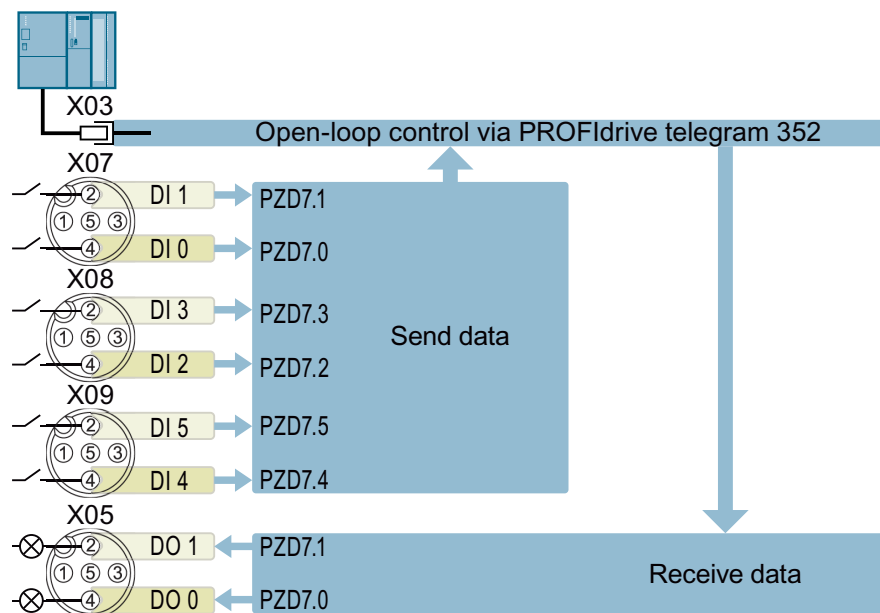 X03
Open-loop control via PROFIdrive telegram 352
X07
2 DI 1 PZD7.1
1 5 3
4 DI 0 PZD7.0
X08
2 DI 3 PZD7.3
1 5 3
Send data
4 DI 2 PZD7.2
X09
2 DI 5 PZD7.5
1 5 3
4 DI 4 PZD7.4
X05
2 DO 1 PZD7.1
1 5 3
Receive data
4 DO 0 PZD7.0